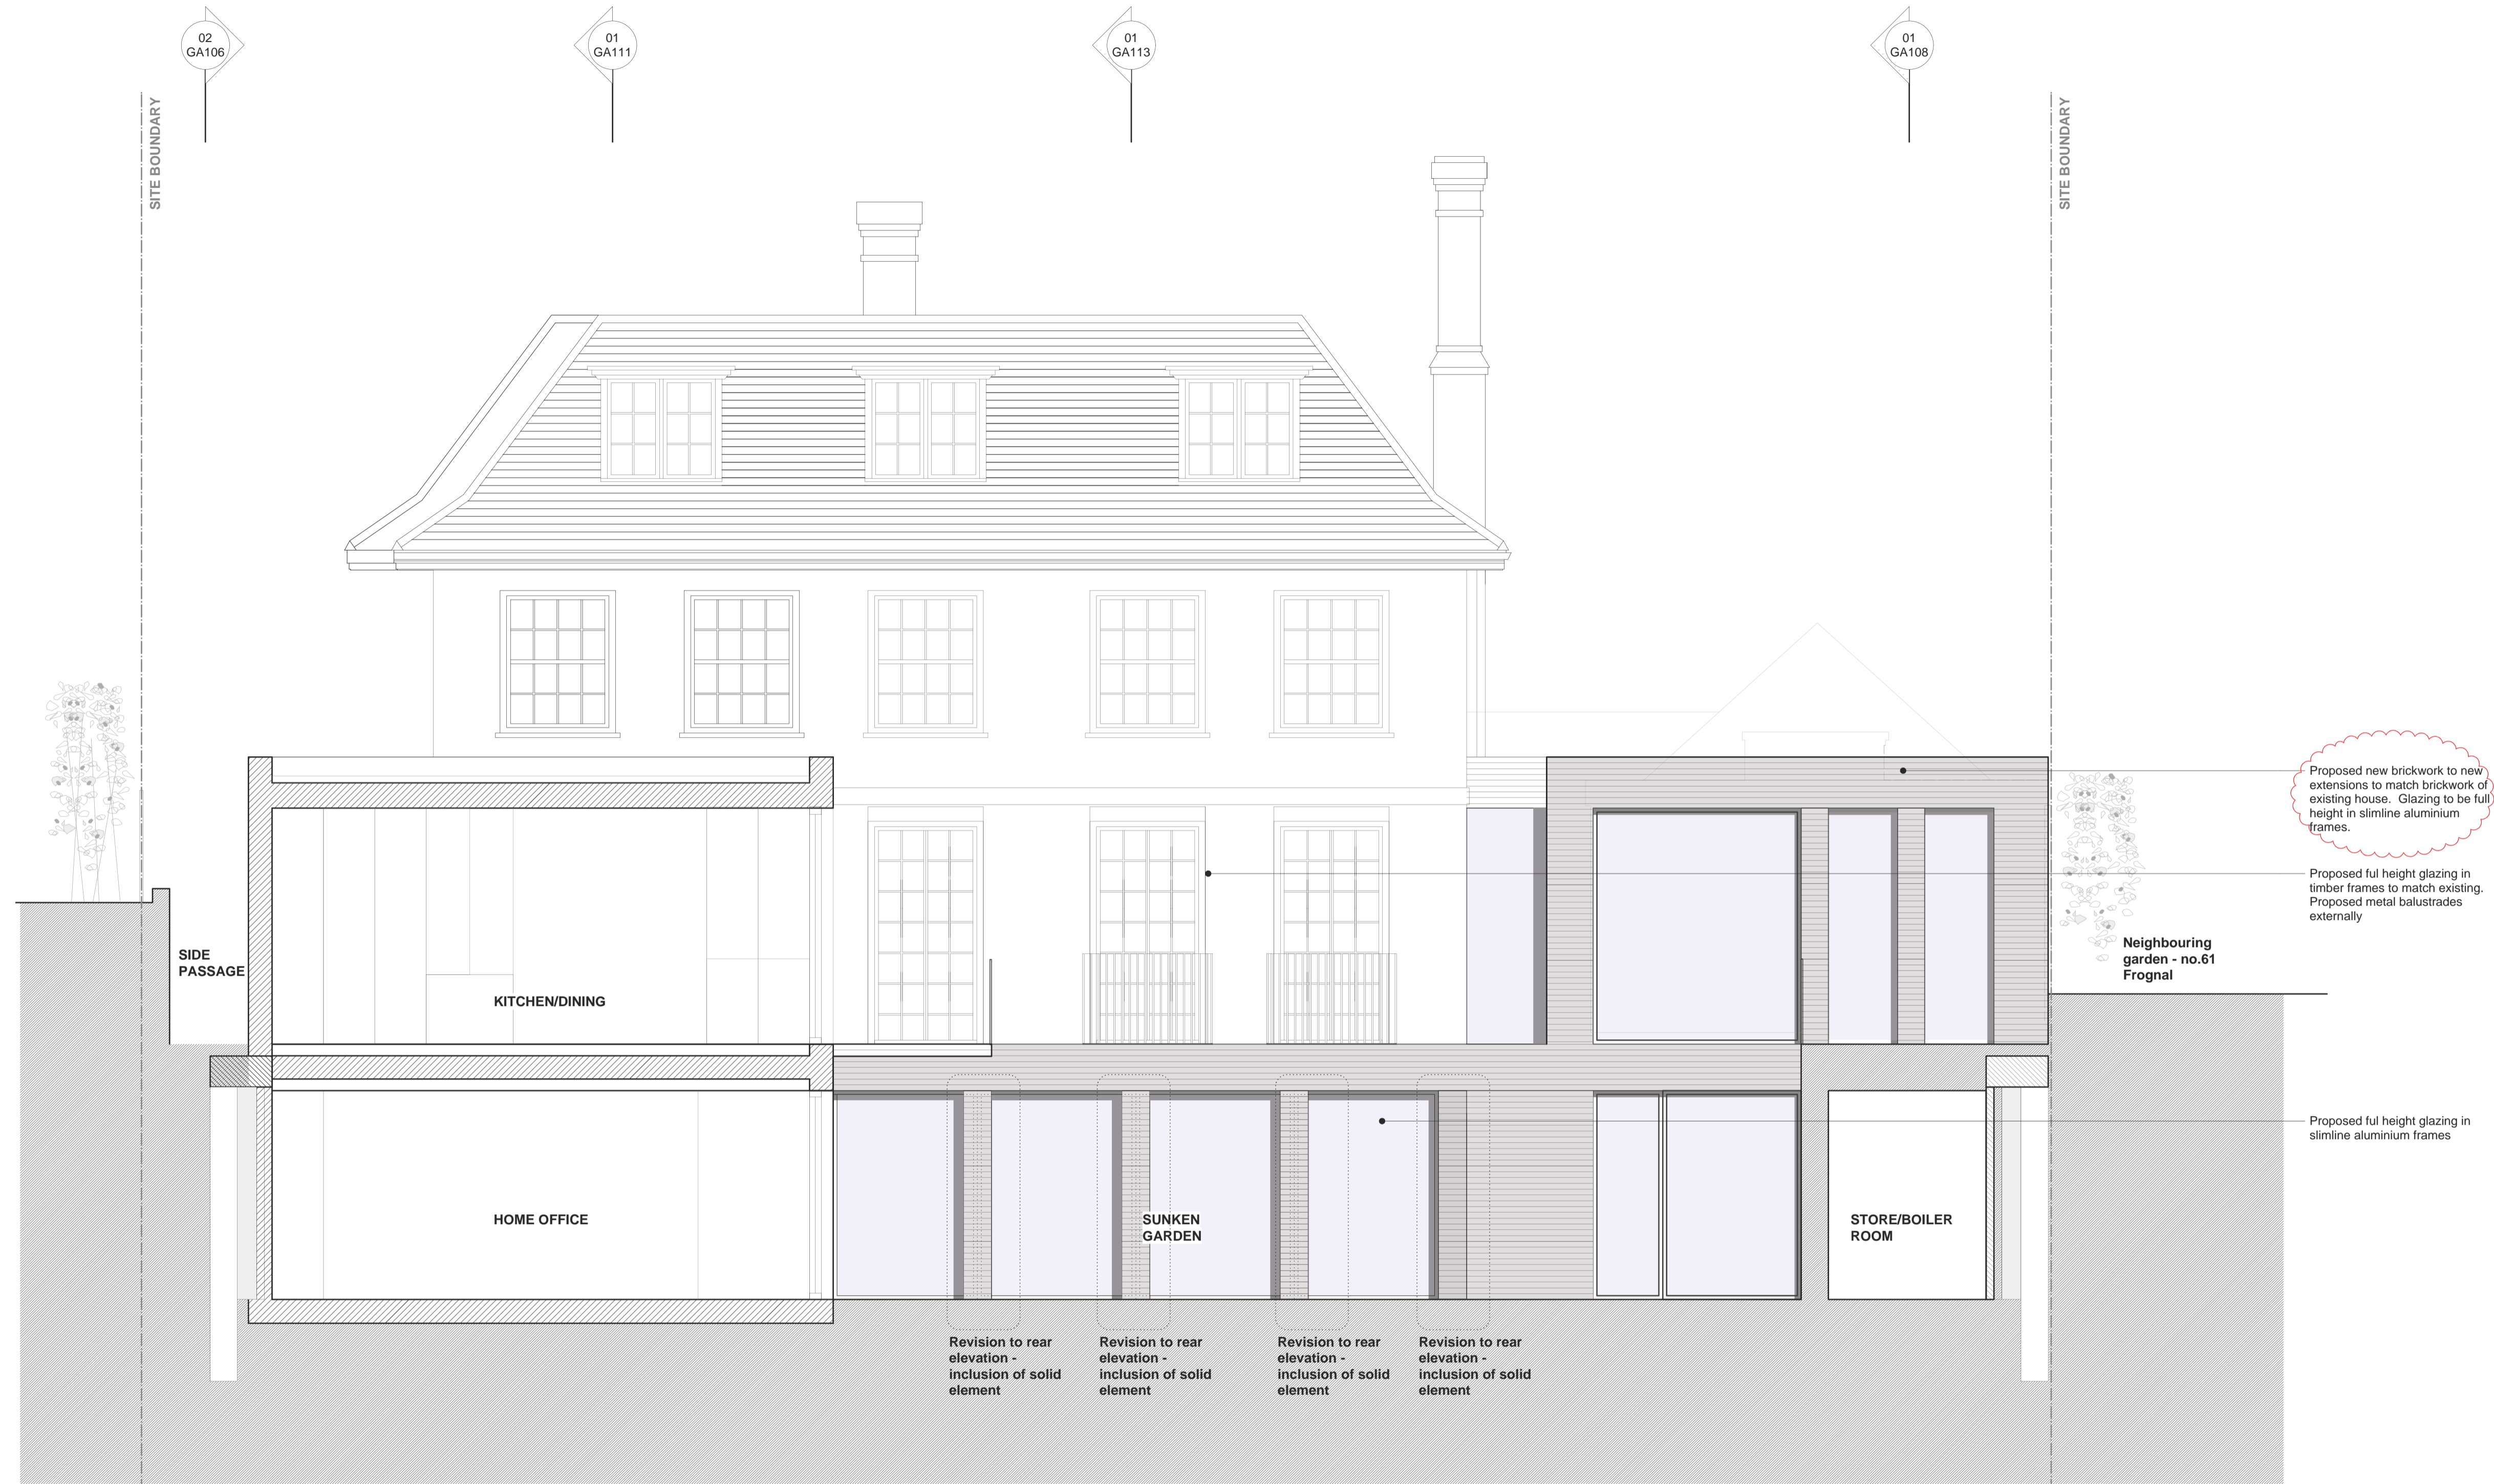 02
GA106
01
GA111
01
GA113
01
GA108
SITE BOUNDARY
SITE BOUNDARY
Proposed new brickwork to new
extensions to match brickwork of
existing house.  Glazing to be full
height in slimline aluminium
frames.
Proposed ful height glazing in
timber frames to match existing.
Proposed metal balustrades
externally
Neighbouring
garden - no.61
Frognal
SIDE
PASSAGE
KITCHEN/DINING
Proposed ful height glazing in
slimline aluminium frames
HOME OFFICE
SUNKEN
GARDEN
STORE/BOILER
ROOM
Revision to rear
elevation -
inclusion of solid
element
Revision to rear
elevation -
inclusion of solid
element
Revision to rear
elevation -
inclusion of solid
element
Revision to rear
elevation -
inclusion of solid
element